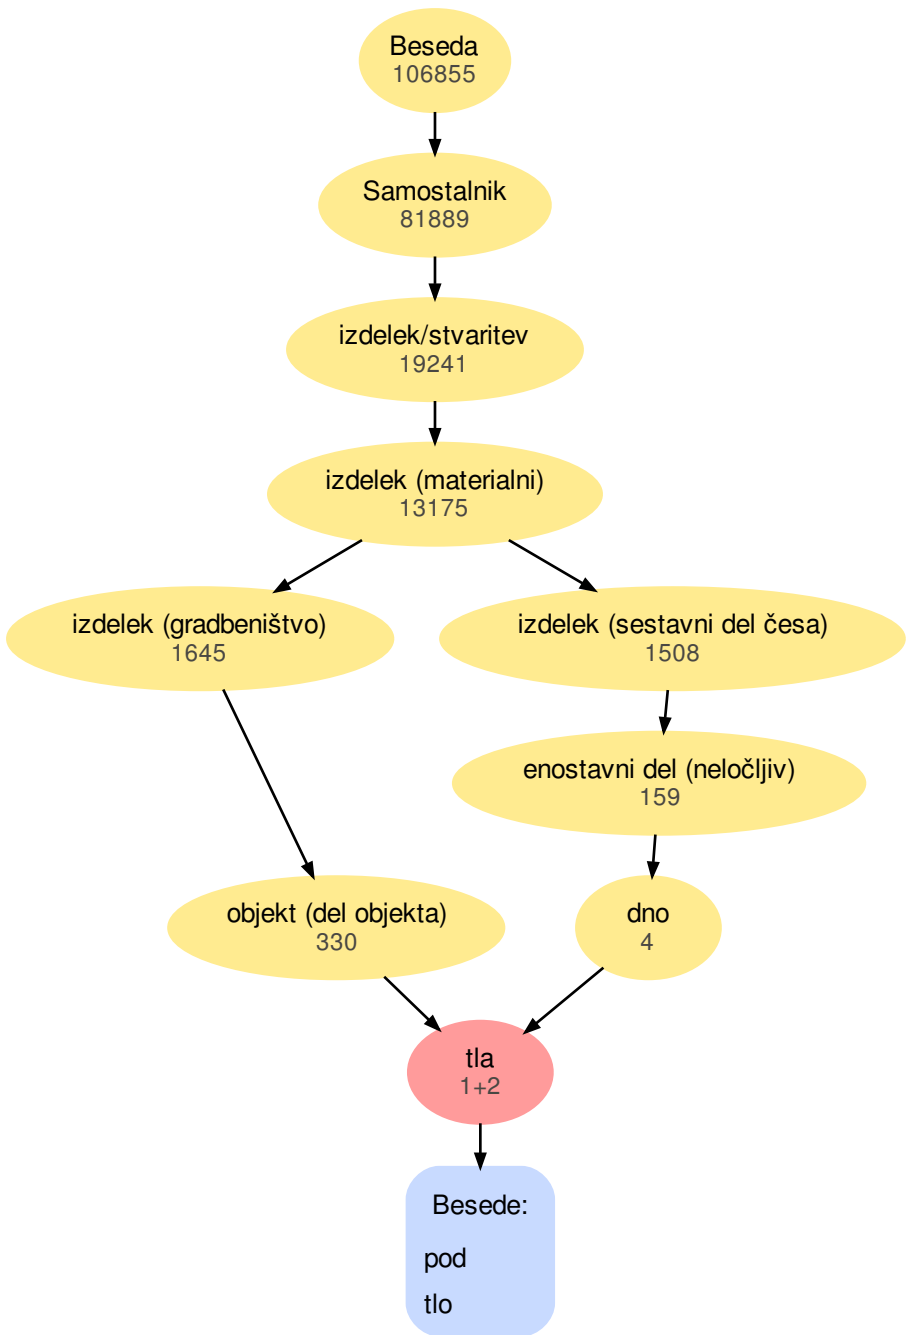 Beseda
106855
Samostalnik
81889
izdelek/stvaritev
19241
izdelek (materialni)
13175
izdelek (gradbeništvo)
1645
izdelek (sestavni del česa)
1508
enostavni del (neločljiv)
159
objekt (del objekta)
330
dno
4
tla
1+2
Besede:
pod
tlo